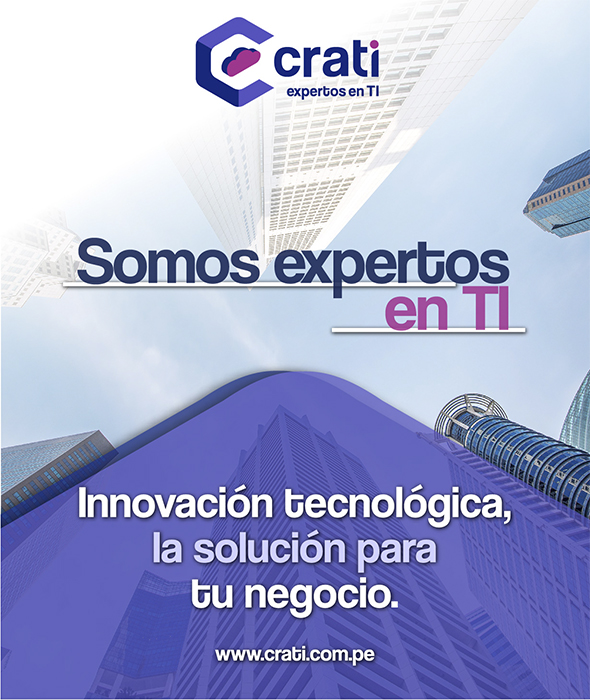 crati
expertos en TI
Somos expertos
en TI
Innovación tecnológica,
la solución para
tu negocio.
www.crati.com.pe